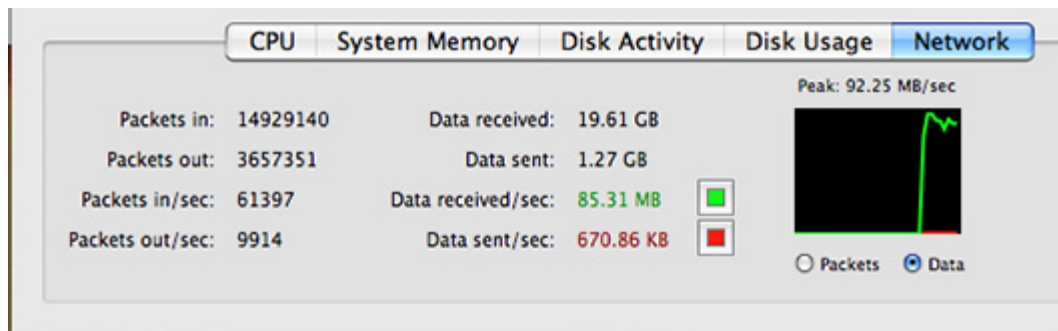 CPU System Memory Disk Activity Disk Usage Network
Peak: 92.25 MB/sec
Packets in: 14929140 Data received: 19.61 GB
Packets out: 3657351 Data sent: 1.27 GB
Packets in/sec: 61397 Data received/sec: 85.31 MB
Packets out/sec: 9914 Data sent/sec: 670.86 KB
Packets Data